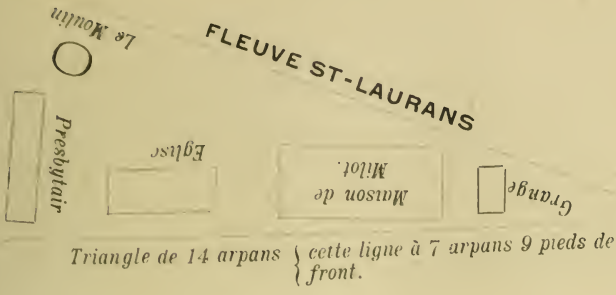 Le Moulin
FLEUVE ST-LAURANS
Presbytair
Eglise
Maison de
Milot.
Grange
Triangle de 14 arpans { cette ligne à 7 arpans 9 pieds de
front.